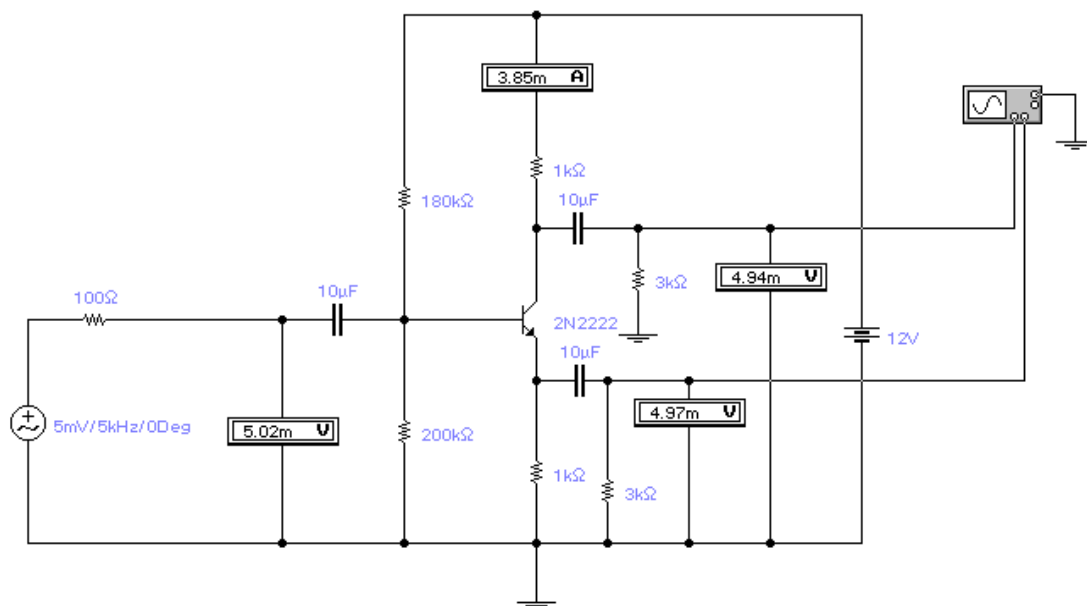 3.85m A
1kΩ
10µF
180kΩ
3kΩ
4.94m V
100Ω
10µF
2N2222
10µF
12V
5mV/5kHz/0Deg
5.02m V
200kΩ
4.97m V
1kΩ
3kΩ